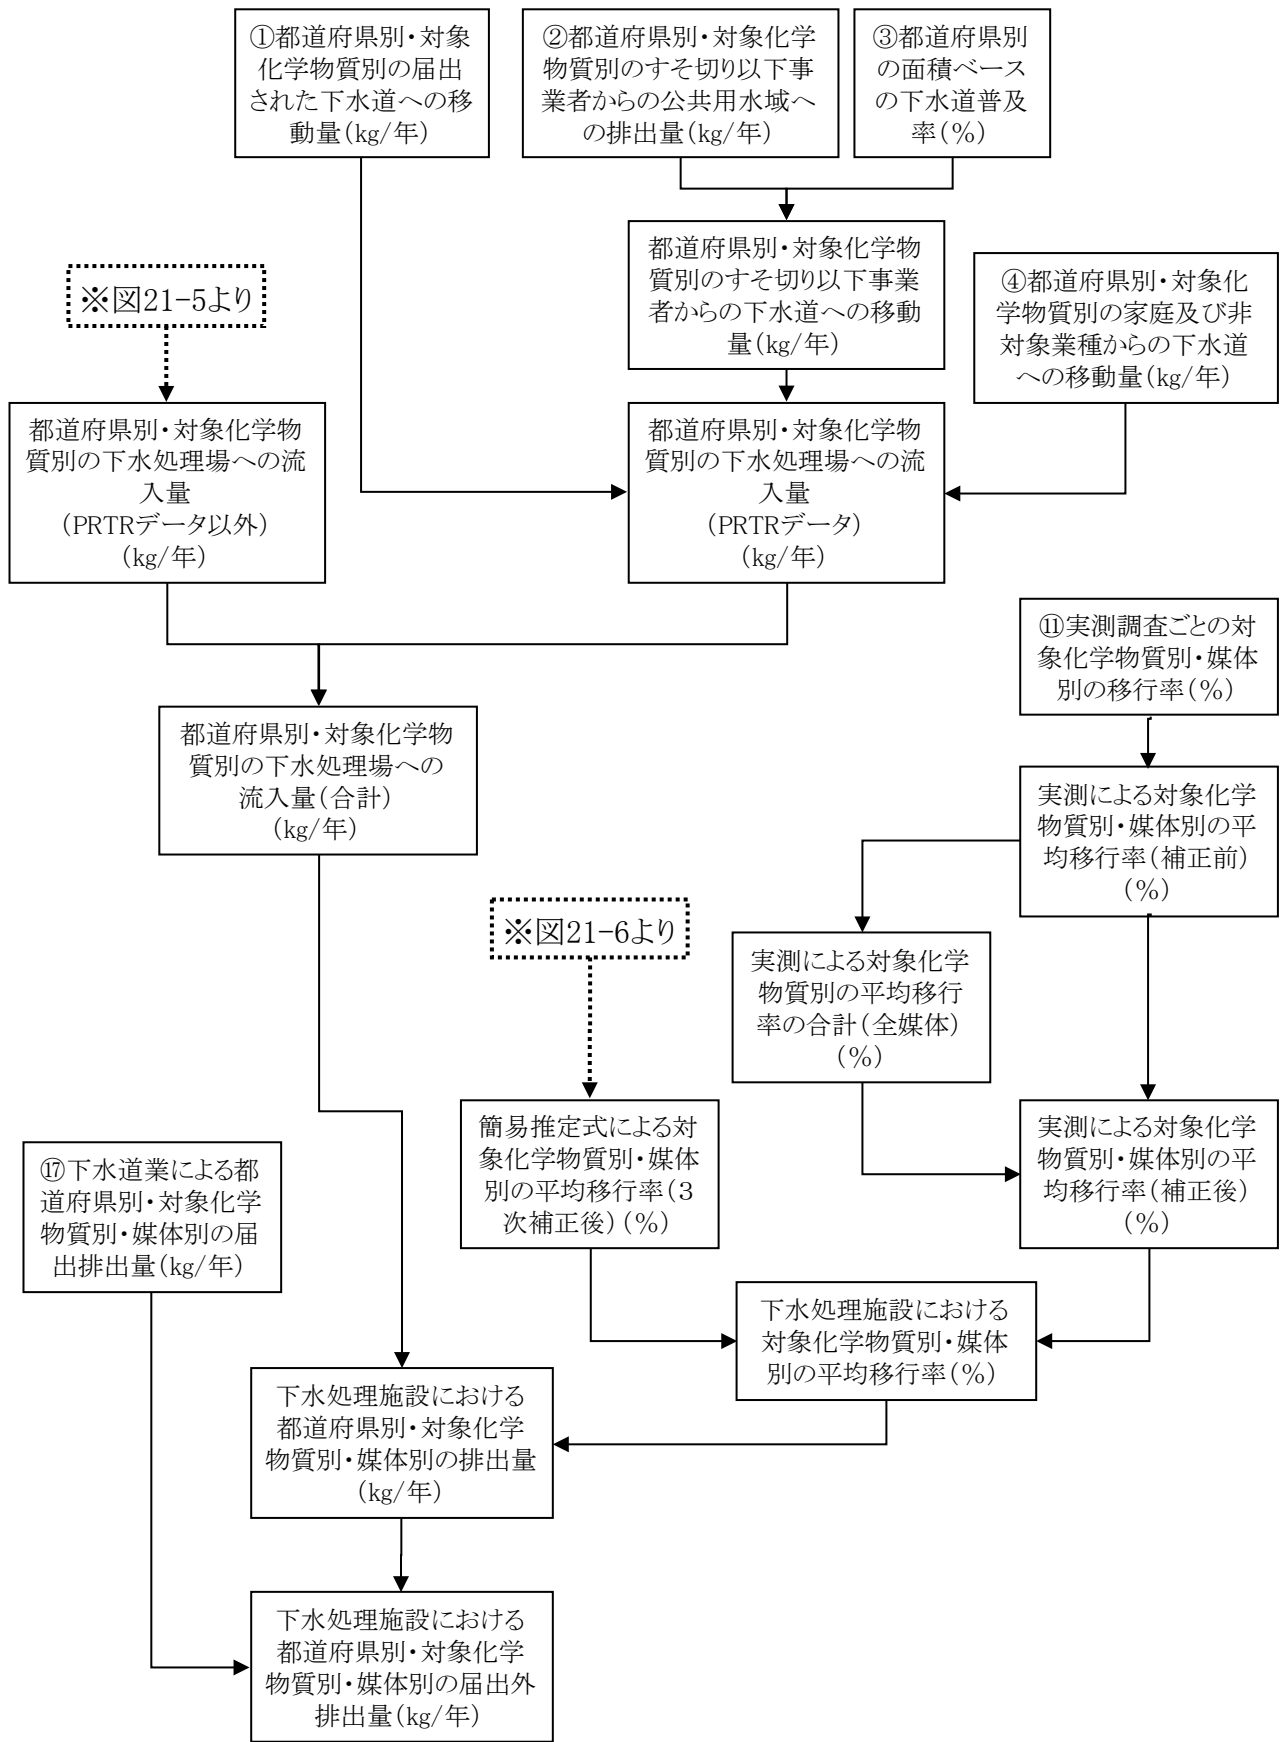 ①都道府県別・対象
化学物質別の届出
された下水道への移
動量(kg/年)
②都道府県別・対象化学
物質別のすそ切り以下事
業者からの公共用水域へ
の排出量(kg/年)
③都道府県別
の面積ベース
の下水道普及
率(%)
都道府県別・対象化学物
質別のすそ切り以下事業
者からの下水道への移動
量(kg/年)
④都道府県別・対象化
学物質別の家庭及び非
対象業種からの下水道
への移動量(kg/年)
※図21-5より
都道府県別・対象化学物
質別の下水処理場への流
入量
(PRTRデータ以外)
(kg/年)
都道府県別・対象化学物
質別の下水処理場への流
入量
(PRTRデータ)
(kg/年)
⑪実測調査ごとの対
象化学物質別・媒体
別の移行率(%)
都道府県別・対象化学物
質別の下水処理場への
流入量(合計)
(kg/年)
実測による対象化学
物質別・媒体別の平
均移行率(補正前)
(%)
※図21-6より
実測による対象化学
物質別の平均移行
率の合計(全媒体)
(%)
簡易推定式による対
象化学物質別・媒体
別の平均移行率(3
次補正後)(%)
実測による対象化学
物質別・媒体別の平
均移行率(補正後)
(%)
⑰下水道業による都
道府県別・対象化学
物質別・媒体別の届
出排出量(kg/年)
下水処理施設における
対象化学物質別・媒体
別の平均移行率(%)
下水処理施設における
都道府県別・対象化学
物質別・媒体別の排出量
(kg/年)
下水処理施設における
都道府県別・対象化学
物質別・媒体別の届出外
排出量(kg/年)